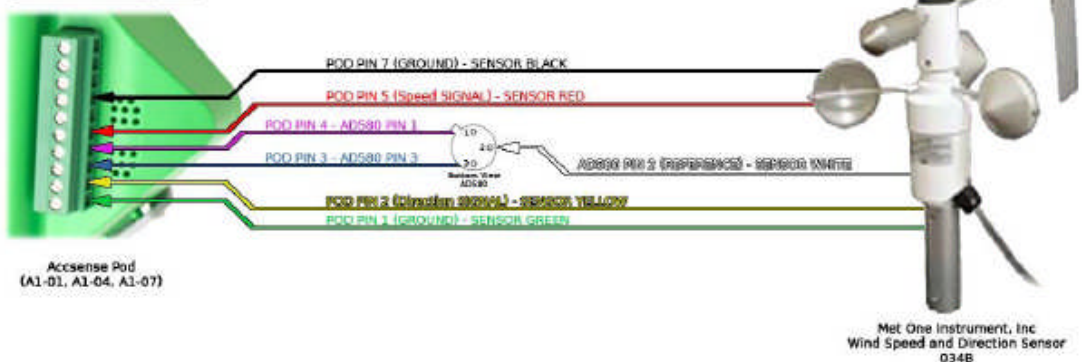 POD PIN 7 (GROUND) - SENSOR BLACK
POD PIN 5 (Speed SIGNAL) - SENSOR RED
POD PIN 4 - AD580 PIN 1
POD PIN 3 - AD580 PIN 3
1
2
3
Bottom View
AD580
AD580 PIN 2 (REFERENCE) - SENSOR WHITE
POD PIN 2 (Direction SIGNAL) - SENSOR YELLOW
POD PIN 1 (GROUND) - SENSOR GREEN
Accsense Pod
(A1-01, A1-04, A1-07)
Met One Instrument, Inc
Wind Speed and Direction Sensor
034B